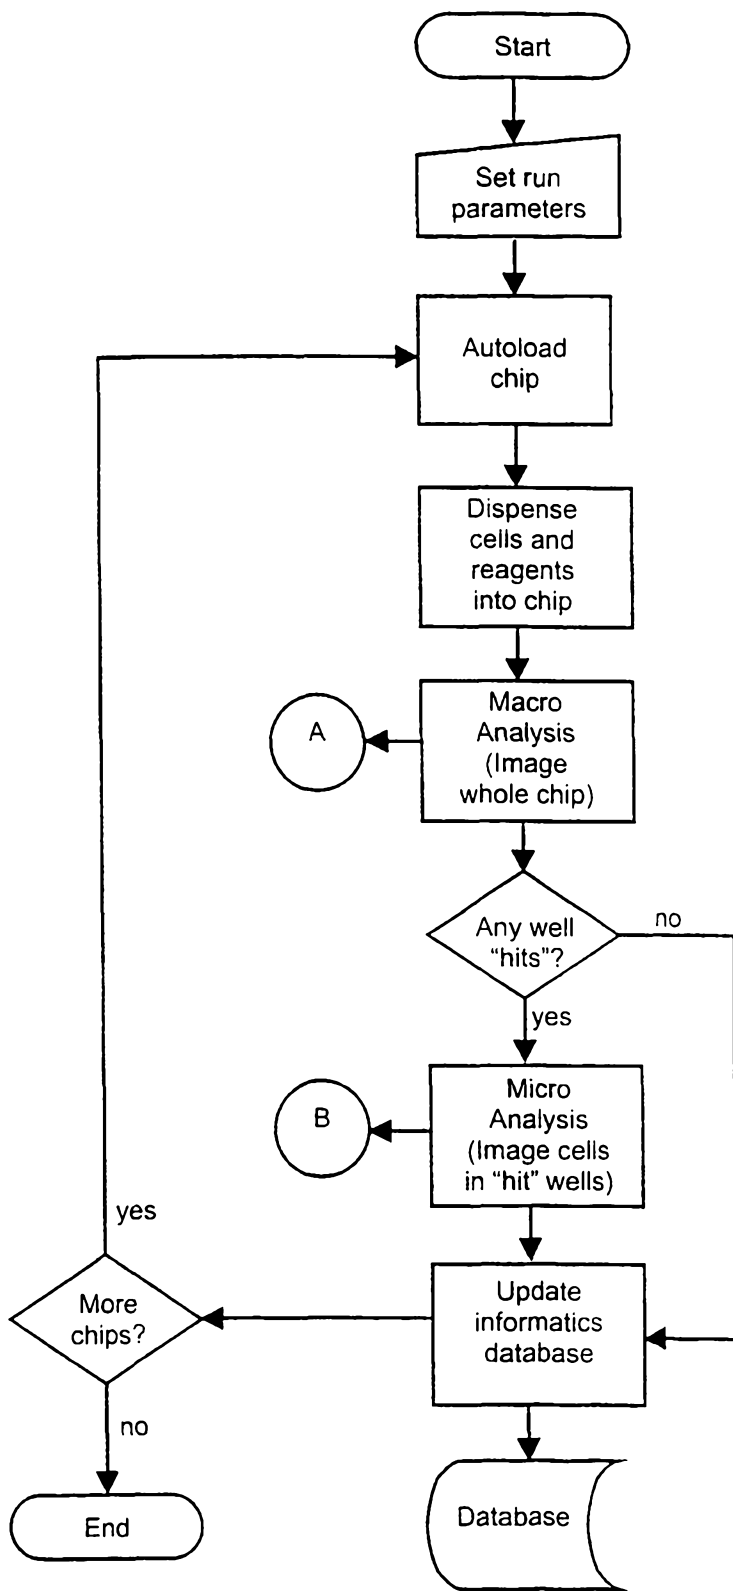 Start
Set run
parameters
Autoload
chip
Dispense
cells and
reagents
into chip
Macro
Analysis
(Image
whole chip)
A
Any well
“hits”?
no
yes
Micro
Analysis
(Image cells
in “hit” wells)
B
Update
informatics
database
More
chips?
yes
no
End
Database